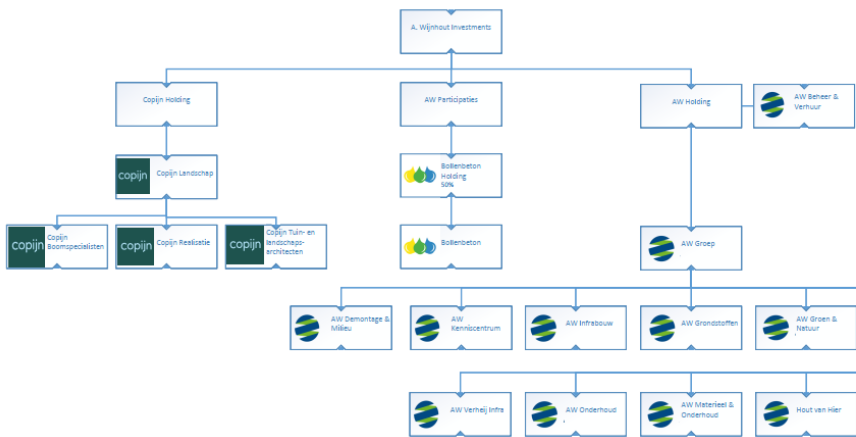 A. Wijnhout Investments
Copijn Holding
AW Participaties
AW Holding
AW Beheer &
Verhuur
copijn
Copijn Landschap
Bollenbeton
Holding
50%
copijn
Copijn
Boomspecialisten
copijn
Copijn Realisatie
copijn
Copijn Tuin- en
landschaps-
architecten
Bollenbeton
AW Groep
AW Demontage &
Milieu
AW
Kenniscentrum
AW Infrabouw
AW Grondstoffen
AW Groen &
Natuur
AW Verheij Infra
AW Onderhoud
AW Materieel &
Onderhoud
Hout van Hier